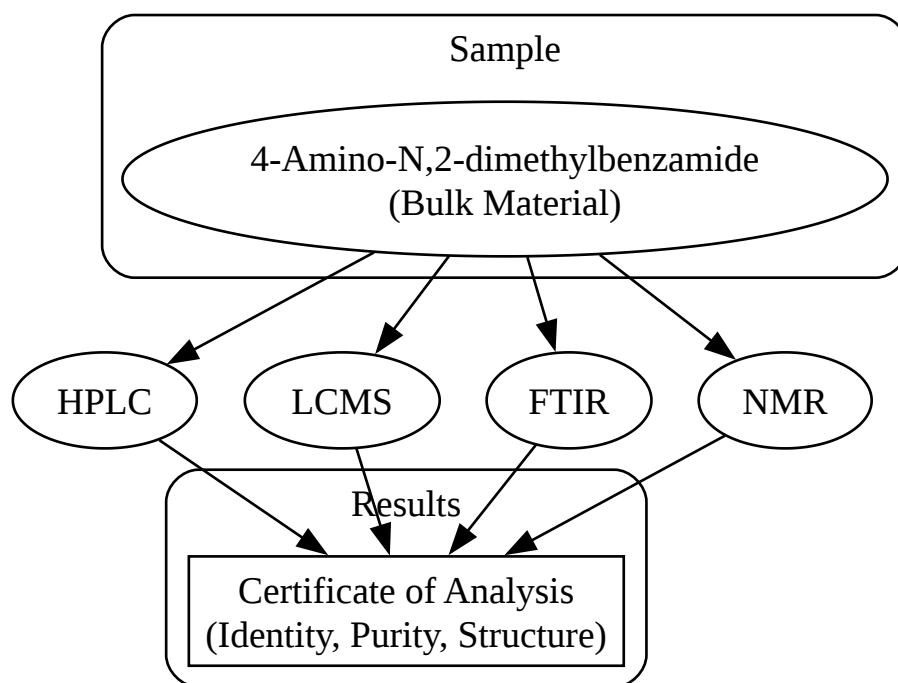 Sample
4-Amino-N,2-dimethylbenzamide
(Bulk Material)
HPLC
LCMS
FTIR
NMR
Results
Certificate of Analysis
(Identity, Purity, Structure)